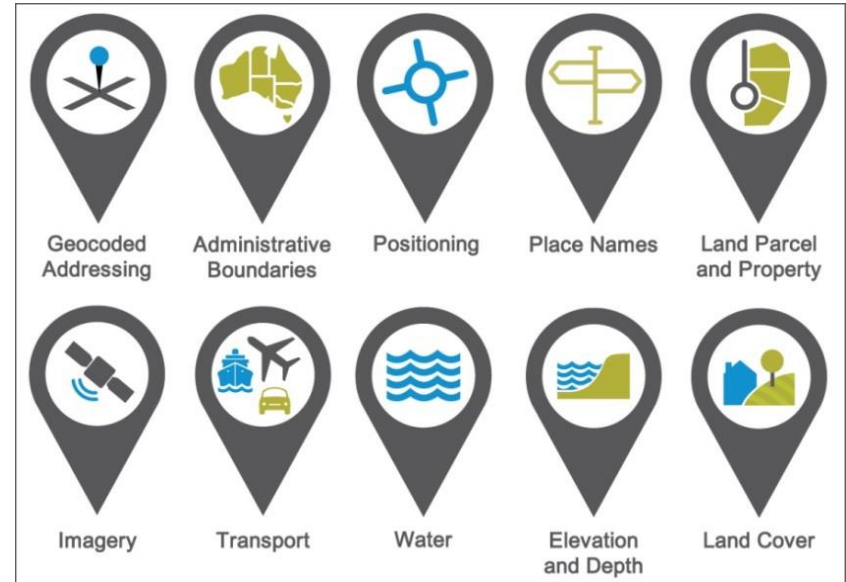 Geocoded
Addressing
Administrative
Boundaries
Positioning
Place Names
Land Parcel
and Property
Imagery
Transport
Water
Elevation
and Depth
Land Cover